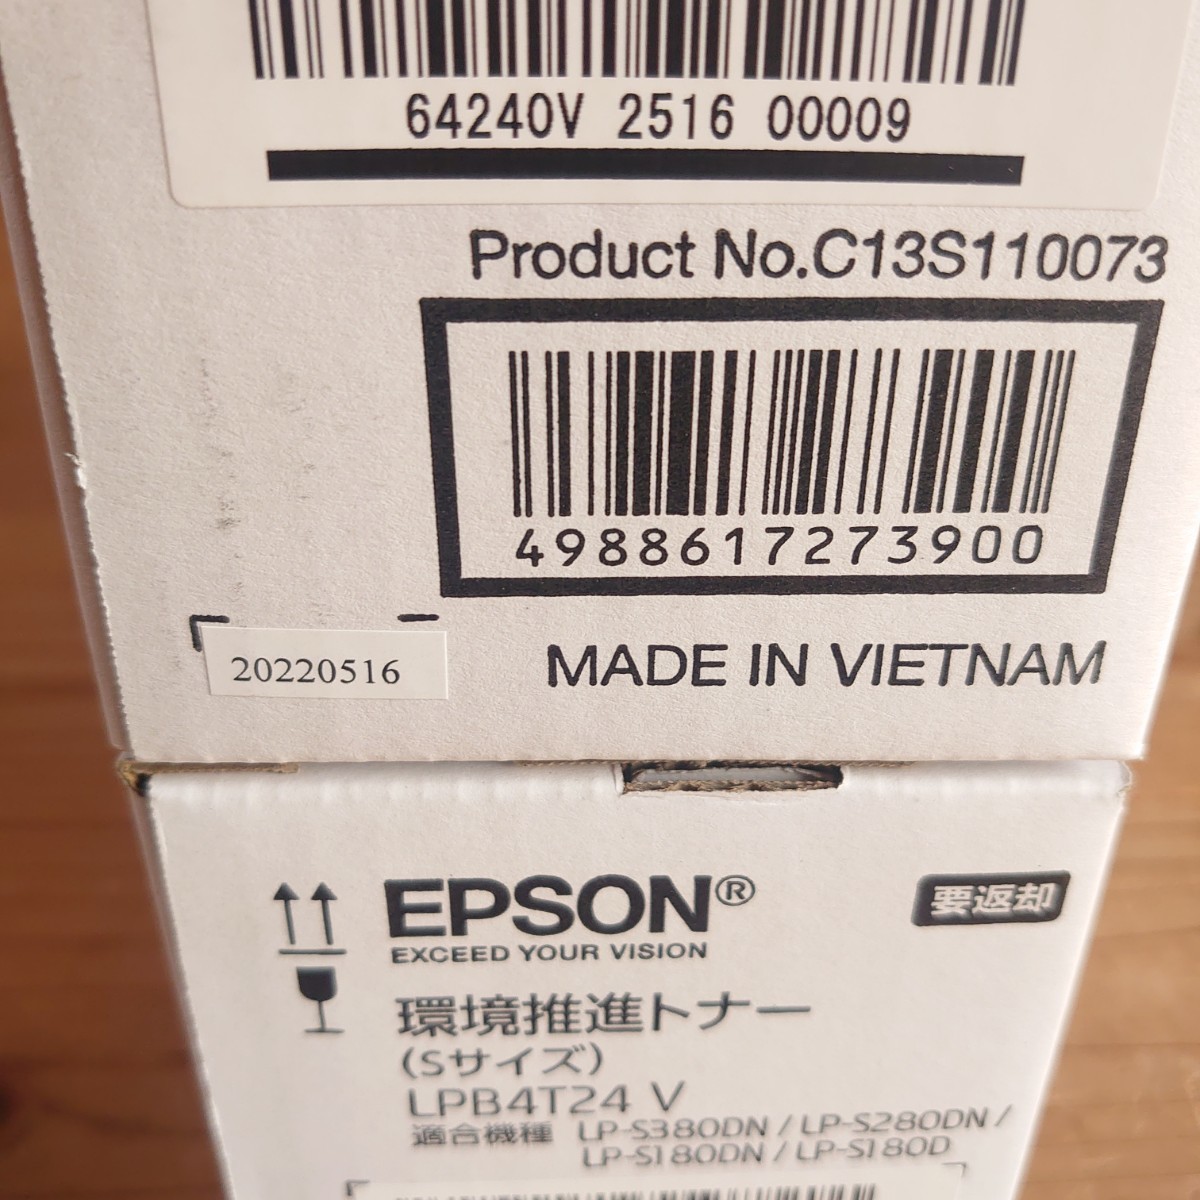 64240V 2516 00009
Product No.C13S110073
4988617273900
20220516
MADE IN VIETNAM
EPSON®
要返却
EXCEED YOUR VISION
環境推進トナー
(Sサイズ)
LPB4T24 V
適合機種 LP-S380DN / LP-S280DN /
LP-S180DN / LP-S180D